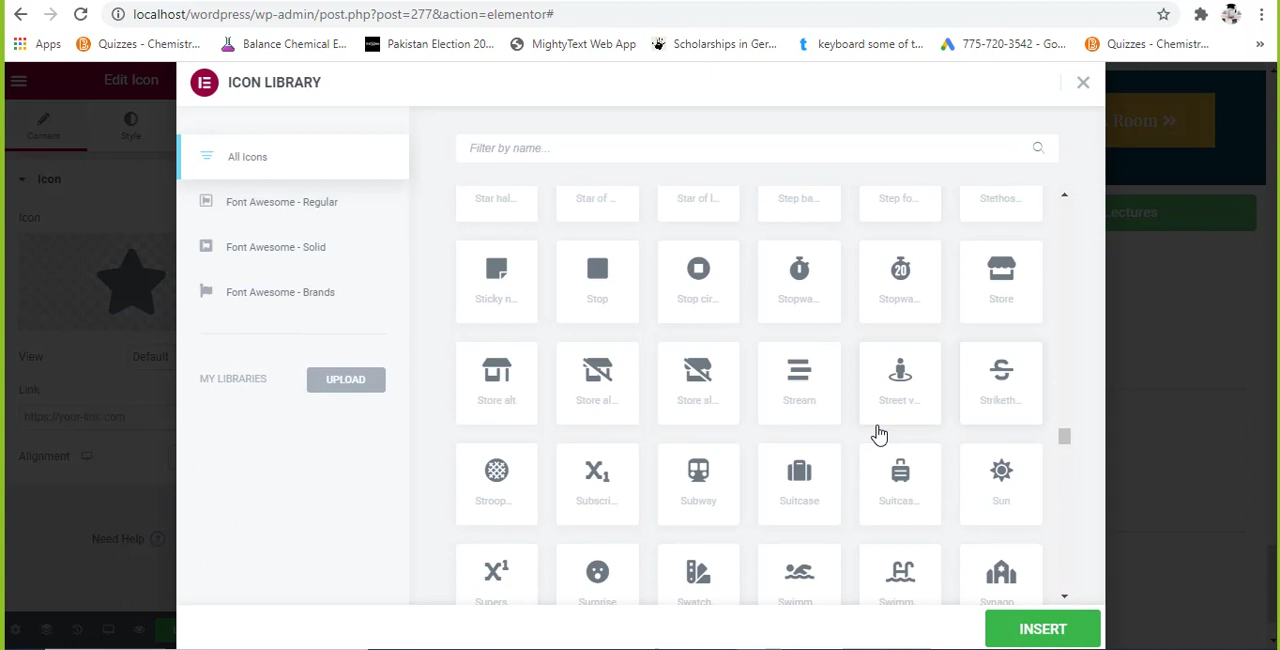 localhost/wordpress/wp-admin/post.php?post=277&action=elementor#
Apps
Quizzes - Chemistr...
Balance Chemical E...
Pakistan Election 20...
MightyText Web App
Scholarships in Ger...
keyboard some of t...
775-720-3542 - Go...
Quizzes - Chemistr...
»
Edit Icon
ICON LIBRARY
Content
Style
Room »
Lectures
Icon
Icon
View
Default
Link
https://your-link.com
Alignment
Need Help
All Icons
Font Awesome - Regular
Font Awesome - Solid
Font Awesome - Brands
MY LIBRARIES
UPLOAD
Filter by name...
Star hal...
Star of ...
Star of l...
Step ba...
Step fo...
Stethos...
Sticky n...
Stop
Stop cir...
Stopwa...
20
Stopwa...
Store
Store alt
Store al...
Store sl...
Stream
Street v...
Striketh...
Stroop...
Subscri...
Subway
Suitcase
Suitcas...
Sun
Supers...
Surprise
Swatch...
Swimm...
Swimm...
Synago...
INSERT